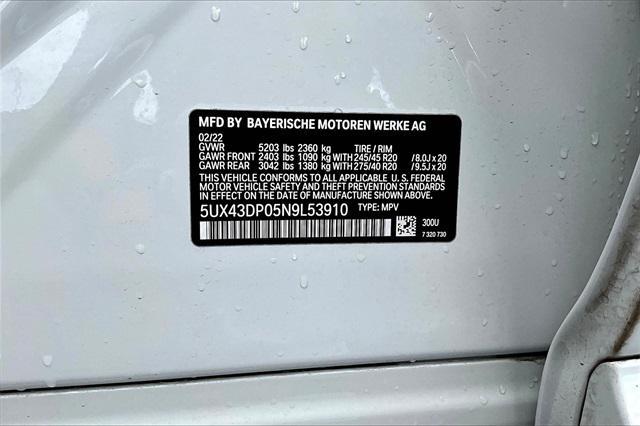 MFD BY BAYERISCHE MOTOREN WERKE AG
02/22
GVWR 5203 lbs 2360 kg TIRE / RIM
GAWR FRONT 2403 lbs 1090 kg WITH 245/45 R20 / 8.0J x 20
GAWR REAR 3042 lbs 1380 kg WITH 275/40 R20 / 9.5J x 20
THIS VEHICLE CONFORMS TO ALL APPLICABLE U. S. FEDERAL
MOTOR VEHICLE SAFETY AND THEFT PREVENTION STANDARDS
IN EFFECT ON THE DATE OF MANUFACTURE SHOWN ABOVE.
5UX43DP05N9L53910 TYPE: MPV
300U
7 320 730